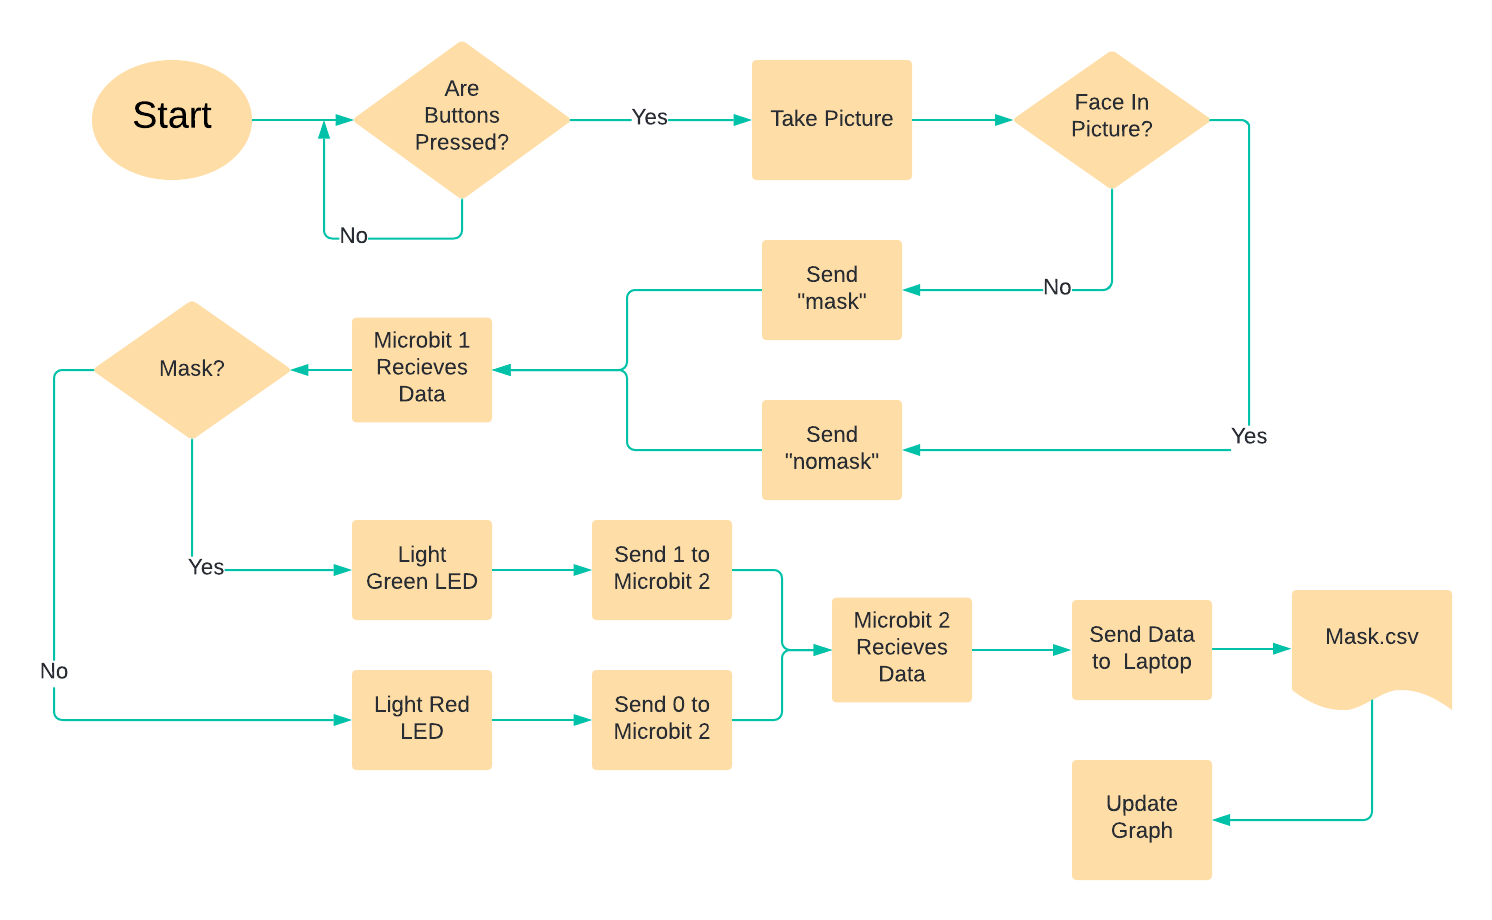 Start
Are
Buttons
Pressed?
Yes
No
Take Picture
Face In
Picture?
No
Yes
Send
"mask"
Send
"nomask"
Microbit 1
Recieves
Data
Mask?
Yes
No
Light
Green LED
Send 1 to
Microbit 2
Light Red
LED
Send 0 to
Microbit 2
Microbit 2
Recieves
Data
Send Data
to  Laptop
Mask.csv
Update
Graph